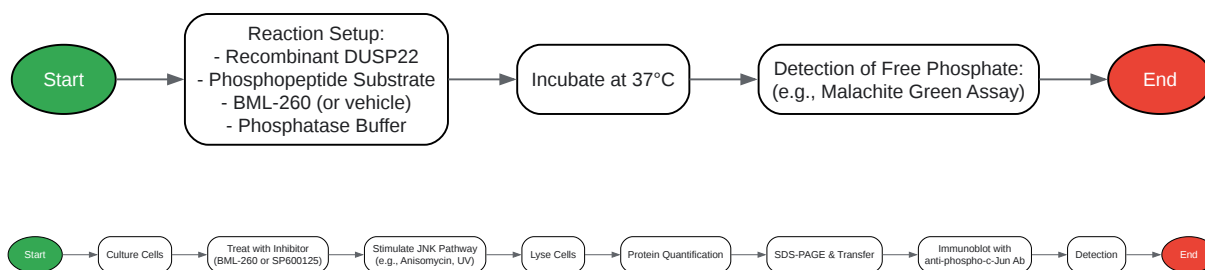 Start
Reaction Setup:
- Recombinant DUSP22
- Phosphopeptide Substrate
- BML-260 (or vehicle)
- Phosphatase Buffer
Incubate at 37°C
Detection of Free Phosphate:
(e.g., Malachite Green Assay)
End
Start
Culture Cells
Treat with Inhibitor
(BML-260 or SP600125)
Stimulate JNK Pathway
(e.g., Anisomycin, UV)
Lyse Cells
Protein Quantification
SDS-PAGE & Transfer
Immunoblot with
anti-phospho-c-Jun Ab
Detection
End